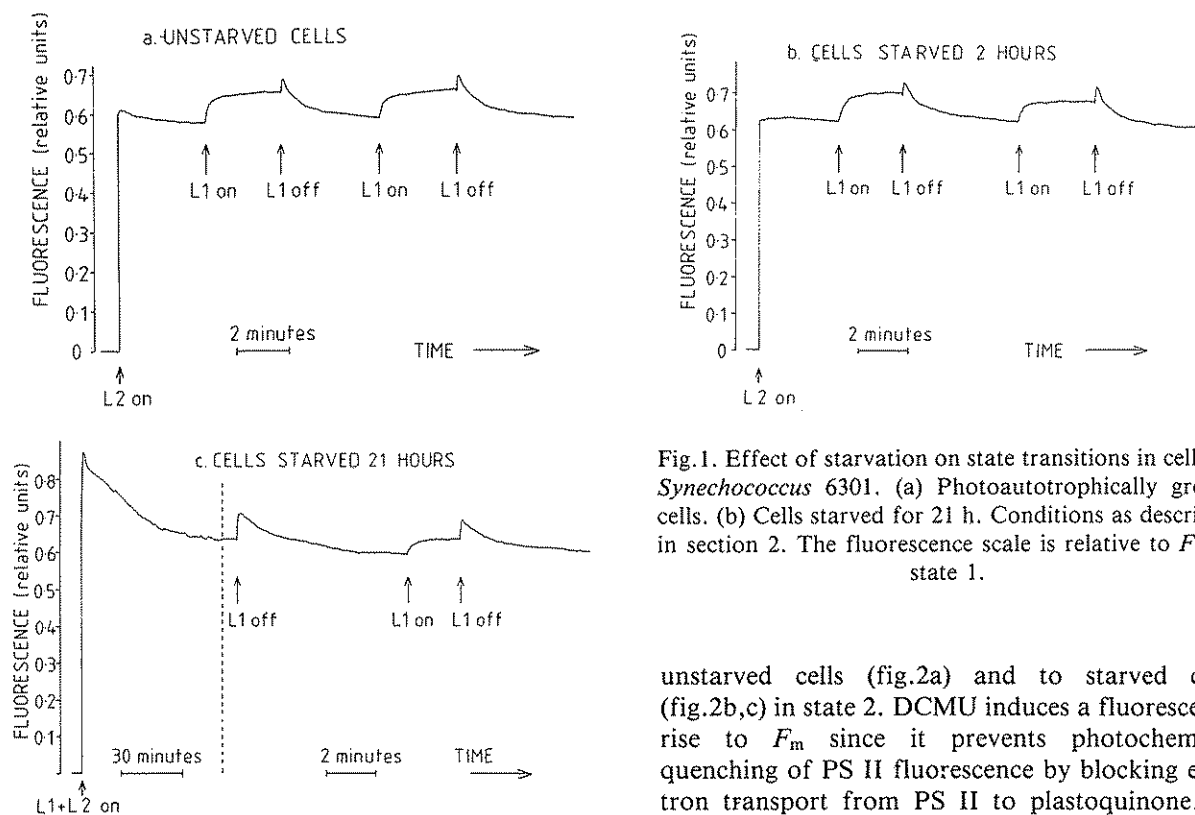 a. UNSTARVED CELLS
FLUORESCENCE (relative units)
0·7
0·6
0·5
0·4
0·3
0·2
0·1
0
L1 on
L1 off
L1 on
L1 off
2 minutes
TIME
L2 on
b. CELLS STARVED 2 HOURS
FLUORESCENCE (relative units)
0·7
0·6
0·5
0·4
0·3
0·2
0·1
0
L1 on
L1 off
L1 on
L1 off
2 minutes
TIME
L2 on
c. CELLS STARVED 21 HOURS
FLUORESCENCE (relative units)
0·8
0·7
0·6
0·5
0·4
0·3
0·2
0·1
L1 off
L1 on
L1 off
30 minutes
2 minutes
TIME
L1+L2 on
Fig.1. Effect of starvation on state transitions in cell
Synechococcus 6301. (a) Photoautotrophically gr
cells. (b) Cells starved for 21 h. Conditions as descri
in section 2. The fluorescence scale is relative to F
state 1.
unstarved cells (fig.2a) and to starved
(fig.2b,c) in state 2. DCMU induces a fluoresce
rise to Fm since it prevents photochem
quenching of PS II fluorescence by blocking e
tron transport from PS II to plastoquinone.